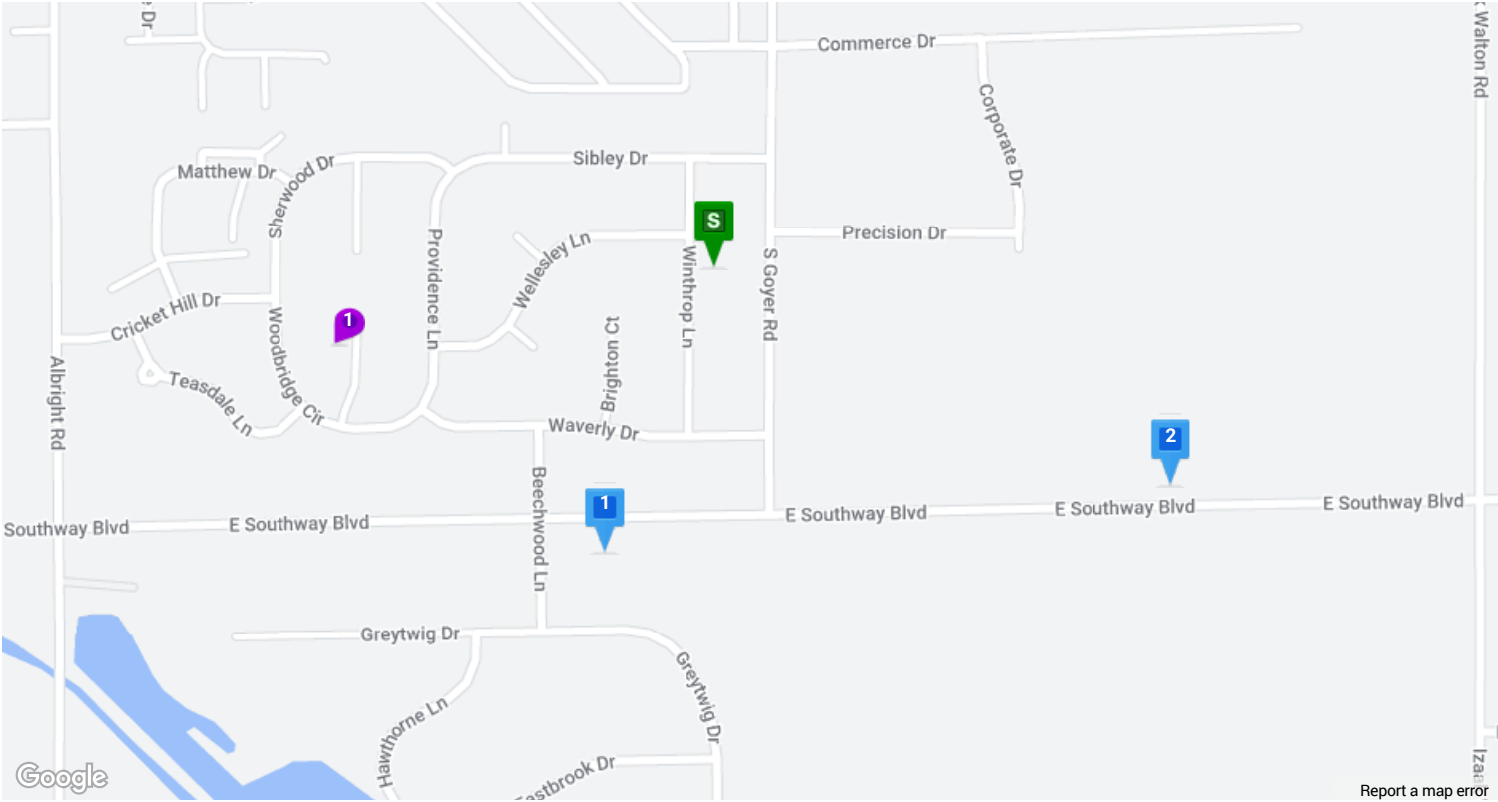 e Dr
k Walton Rd
Commerce Dr
Corporate Dr
Sibley Dr
Matthew Dr
Sherwood Dr
S
Precision Dr
Wellesley Ln
Providence Ln
Winthrop Ln
S Goyer Rd
Cricket Hill Dr
1
Woodbridge Cir
Brighton Ct
Albright Rd
Teasdale Ln
Waverly Dr
2
Beechwood Ln
1
E Southway Blvd
E Southway Blvd
E Southway Blvd
E Southway Blvd
Southway Blvd
Greytwig Dr
Greytwig Dr
Hawthorne Ln
Eastbrook Dr
Izaa
Google
Report a map error